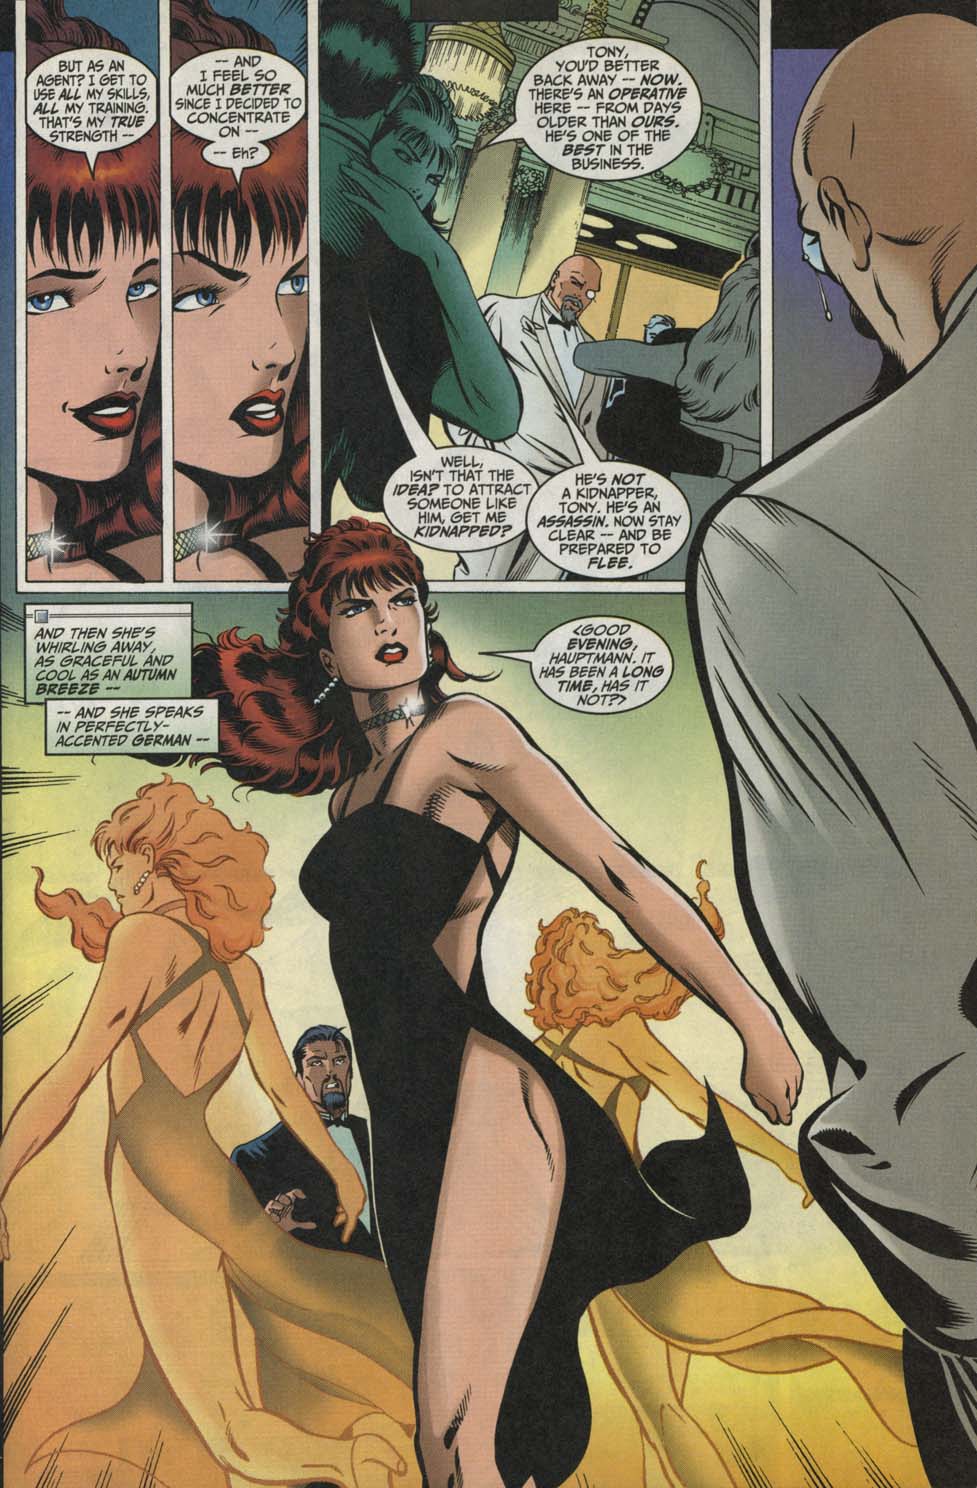 BUT AS AN
AGENT? I GET TO
USE ALL MY SKILLS,
ALL MY TRAINING.
THAT'S MY TRUE
STRENGTH --
-- AND
I FEEL SO
MUCH BETTER
SINCE I DECIDED TO
CONCENTRATE
ON --
-- Eh?
TONY,
YOU'D BETTER
BACK AWAY -- NOW.
THERE'S AN OPERATIVE
HERE -- FROM DAYS
OLDER THAN OURS.
HE'S ONE OF THE
BEST IN THE
BUSINESS.
WELL,
ISN'T THAT THE
IDEA? TO ATTRACT
SOMEONE LIKE
HIM, GET ME
KIDNAPPED?
HE'S NOT
A KIDNAPPER,
TONY. HE'S AN
ASSASSIN. NOW STAY
CLEAR -- AND BE
PREPARED TO
FLEE.
AND THEN SHE'S
WHIRLING AWAY,
AS GRACEFUL AND
COOL AS AN AUTUMN
BREEZE --
-- AND SHE SPEAKS
IN PERFECTLY-
ACCENTED GERMAN --
<GOOD
EVENING,
HAUPTMANN. IT
HAS BEEN A LONG
TIME, HAS IT
NOT?>